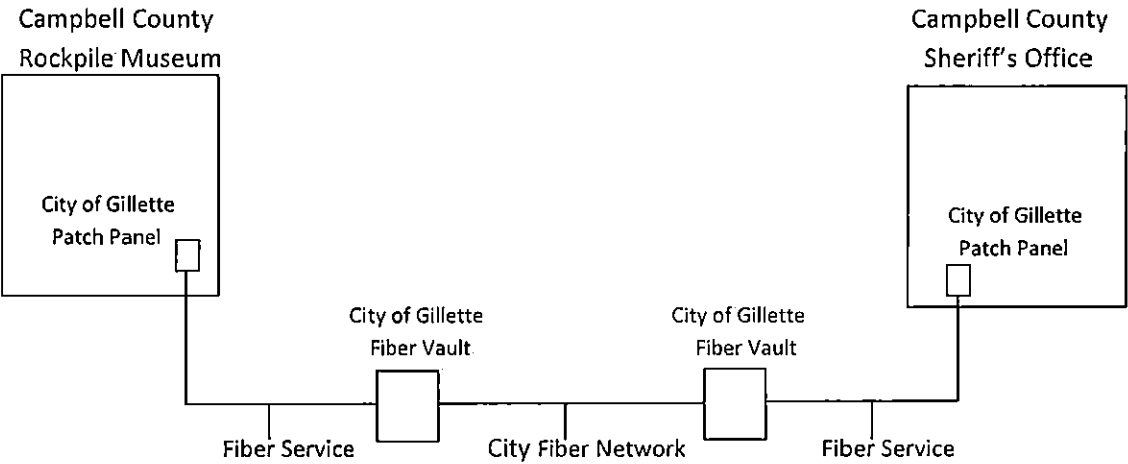 Campbell County
Rockpile Museum
Campbell County
Sheriff's Office
City of Gillette
Patch Panel
City of Gillette
Patch Panel
City of Gillette
Fiber Vault
City of Gillette
Fiber Vault
Fiber Service
City Fiber Network
Fiber Service